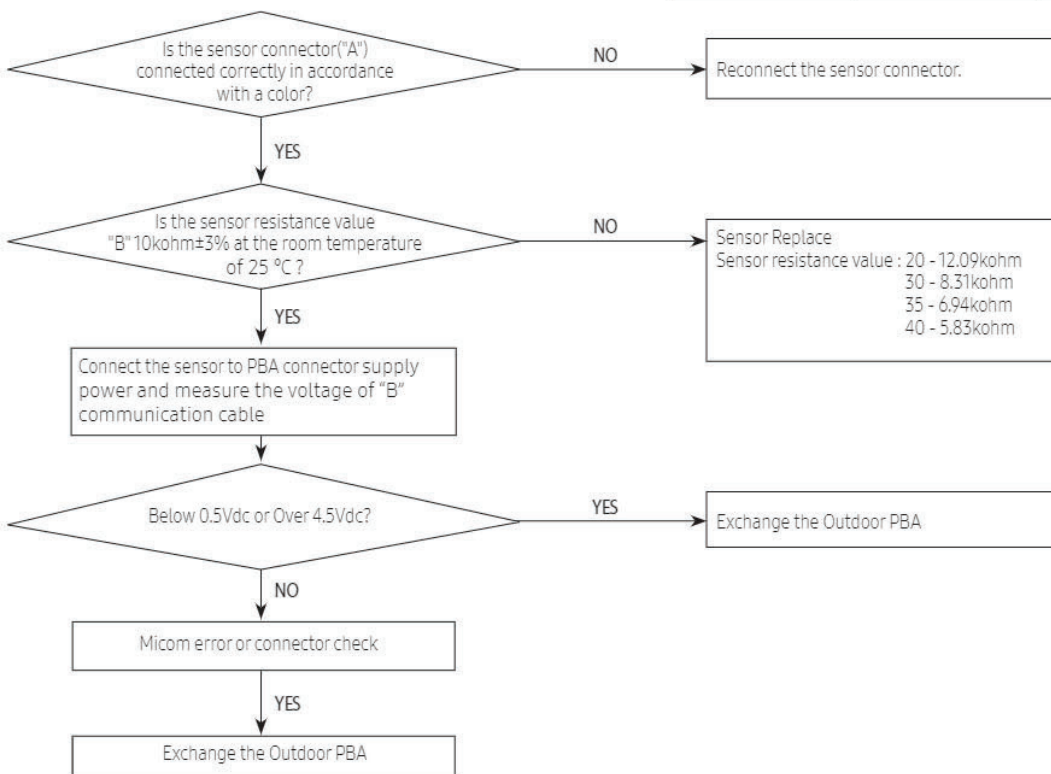 Is the sensor connector("A")
connected correctly in accordance
with a color?
NO
Reconnect the sensor connector.
YES
Is the sensor resistance value
"B" 10kohm±3% at the room temperature
of 25 °C ?
NO
Sensor Replace
Sensor resistance value : 20 - 12.09kohm
30 - 8.31kohm
35 - 6.94kohm
40 - 5.83kohm
YES
Connect the sensor to PBA connector supply
power and measure the voltage of “B”
communication cable
Below 0.5Vdc or Over 4.5Vdc?
YES
Exchange the Outdoor PBA
NO
Micom error or connector check
YES
Exchange the Outdoor PBA